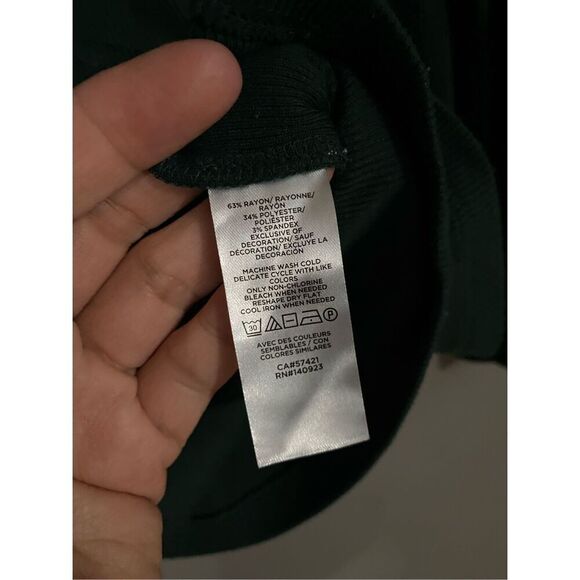 63% RAYON/ RAYONNE/
RAYÓN
34% POLYESTER/
POLIÉSTER
3% SPANDEX
EXCLUSIVE OF
DECORATION/ SAUF
DÉCORATION/ EXCLUYE LA
DECORACIÓN
MACHINE WASH COLD
DELICATE CYCLE WITH LIKE
COLORS
ONLY NON-CHLORINE
BLEACH WHEN NEEDED
RESHAPE DRY FLAT
COOL IRON WHEN NEEDED
30 P
AVEC DES COULEURS
SEMBLABLES / CON
COLORES SIMILARES
CA#57421
RN#140923